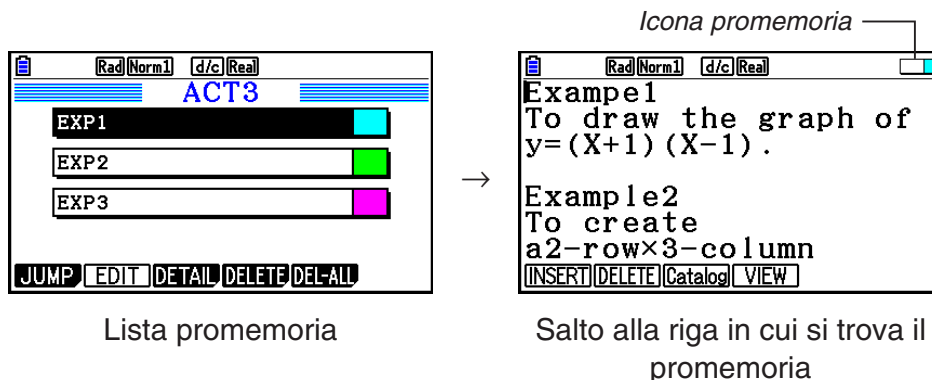 Icona promemoria
Rad Norm1 d/c Real
ACT3
EXP1
EXP2
EXP3
JUMP EDIT DETAIL DELETE DEL-ALL
Lista promemoria
→
Rad Norm1 d/c Real
Exampe1
To draw the graph of
y=(X+1)(X-1).
Example2
To create
a2-row×3-column
INSERT DELETE Catalog VIEW
Salto alla riga in cui si trova il
promemoria